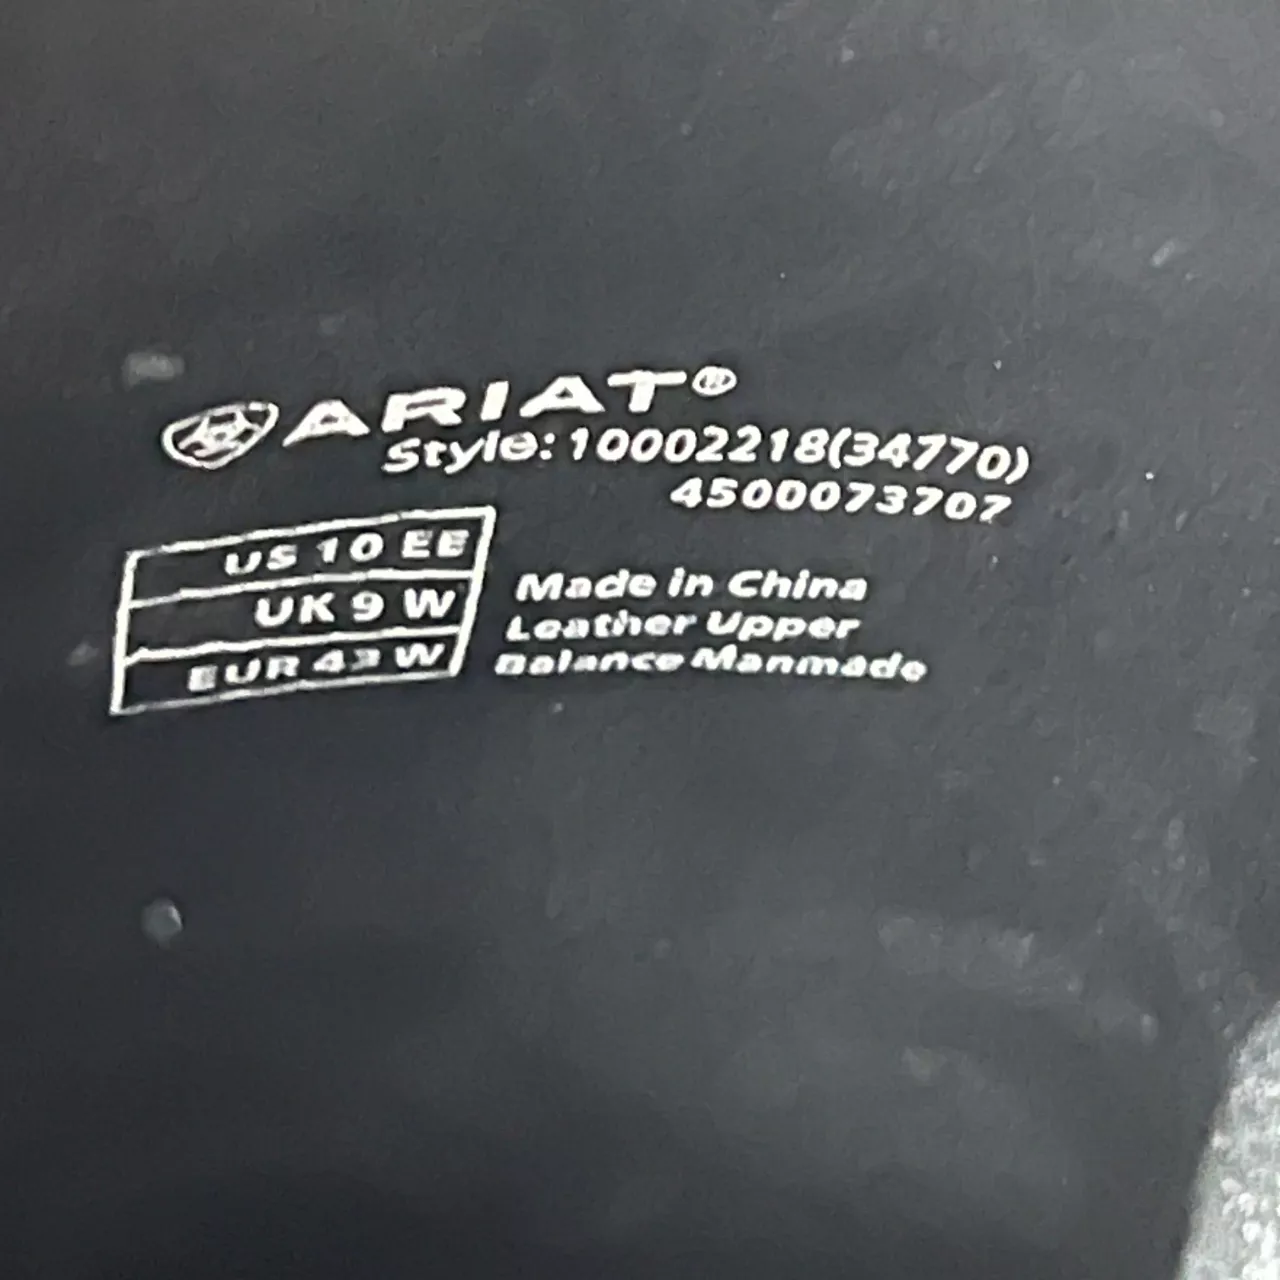 ARIAT®
Style: 10002218(34770)
4500073707
US 10 EE
UK 9 W
EUR 43 W
Made in China
Leather Upper
Balance Manmade